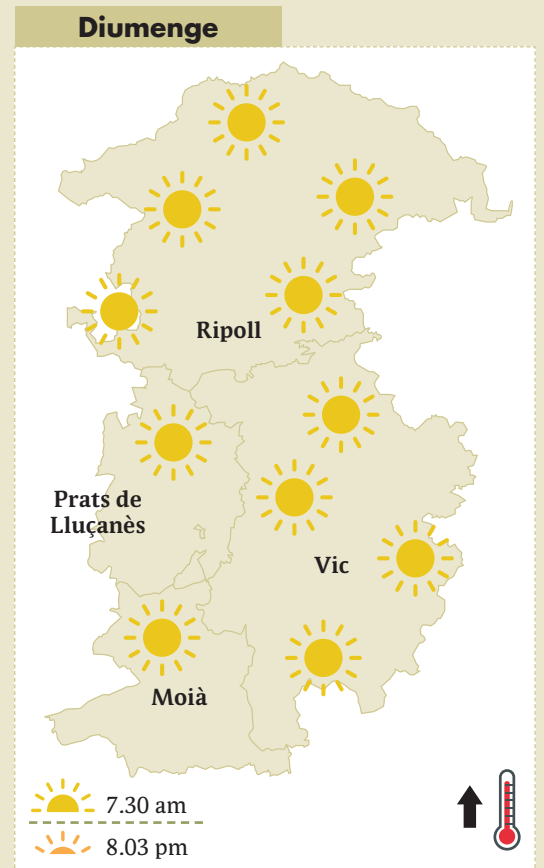 Diumenge
Ripoll
Prats de
Lluçanès
Vic
Moià
7.30 am
8.03 pm